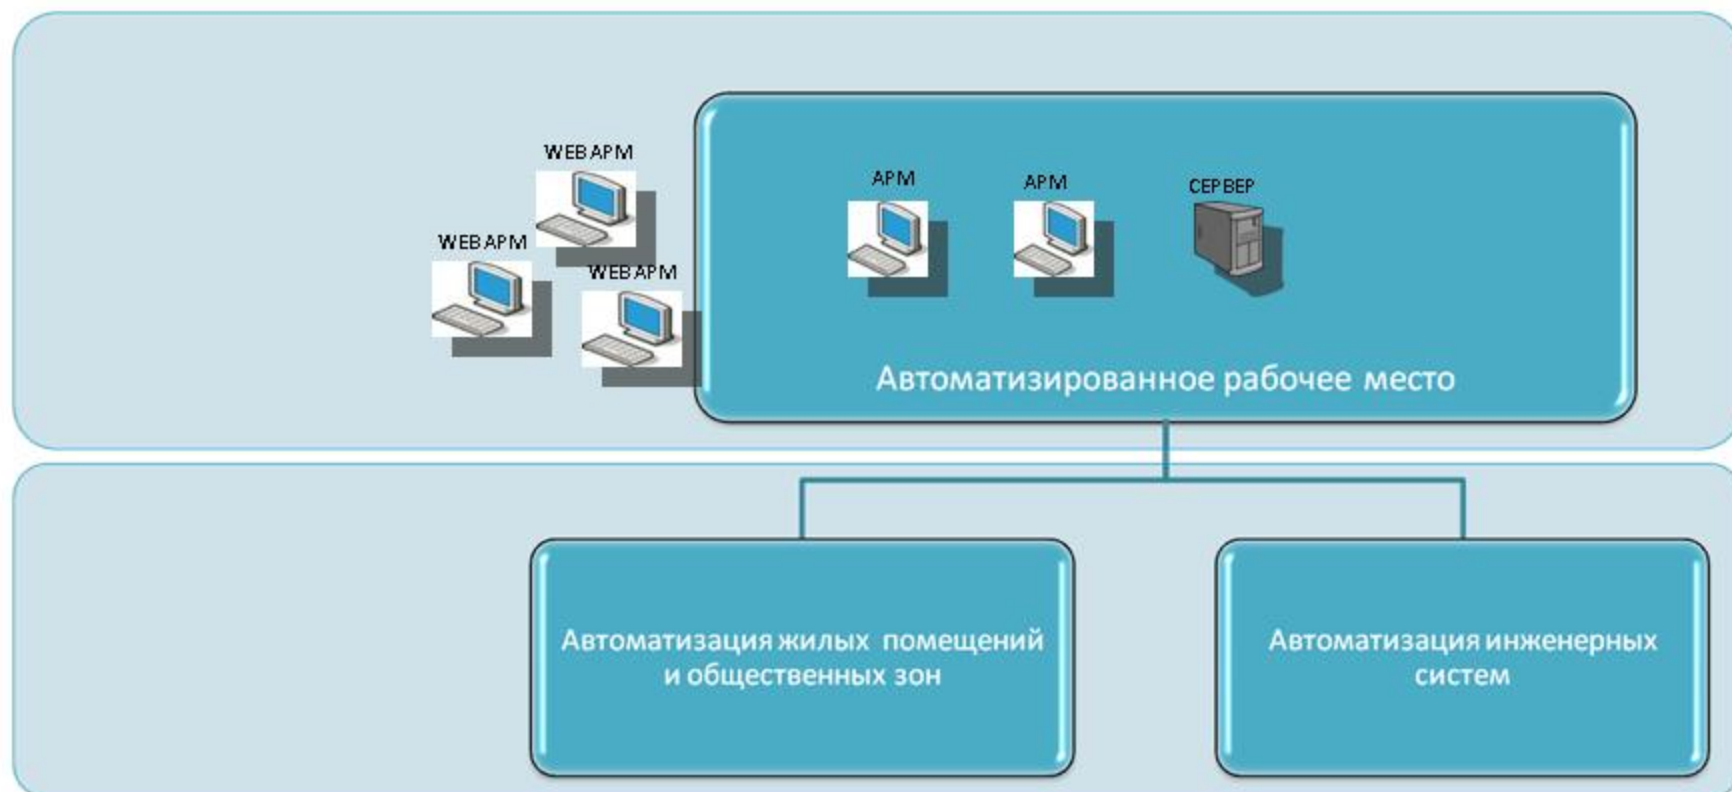 WEB АРМ
WEB АРМ
WEB АРМ
АРМ
АРМ
СЕРВЕР
Автоматизированное рабочее место
Автоматизация жилых помещений
и общественных зон
Автоматизация инженерных
систем